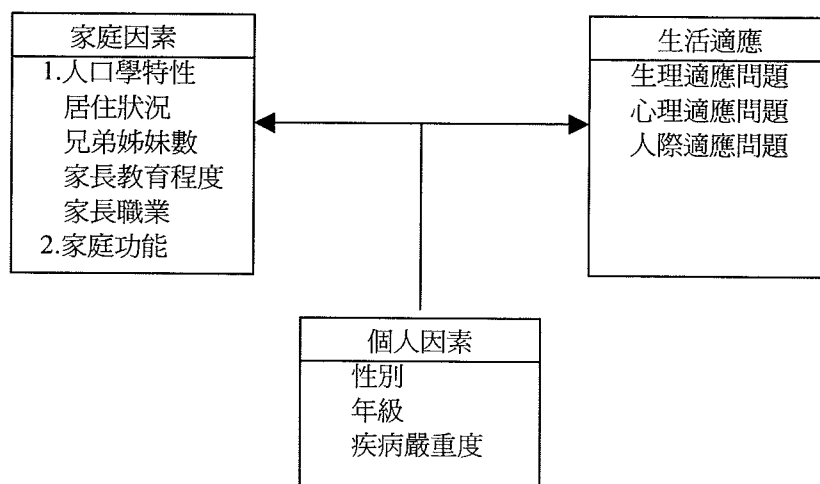 家庭因素
1.人口學特性
居住狀況
兄弟姊妹數
家長教育程度
家長職業
2.家庭功能
生活適應
生理適應問題
心理適應問題
人際適應問題
個人因素
性別
年級
疾病嚴重度